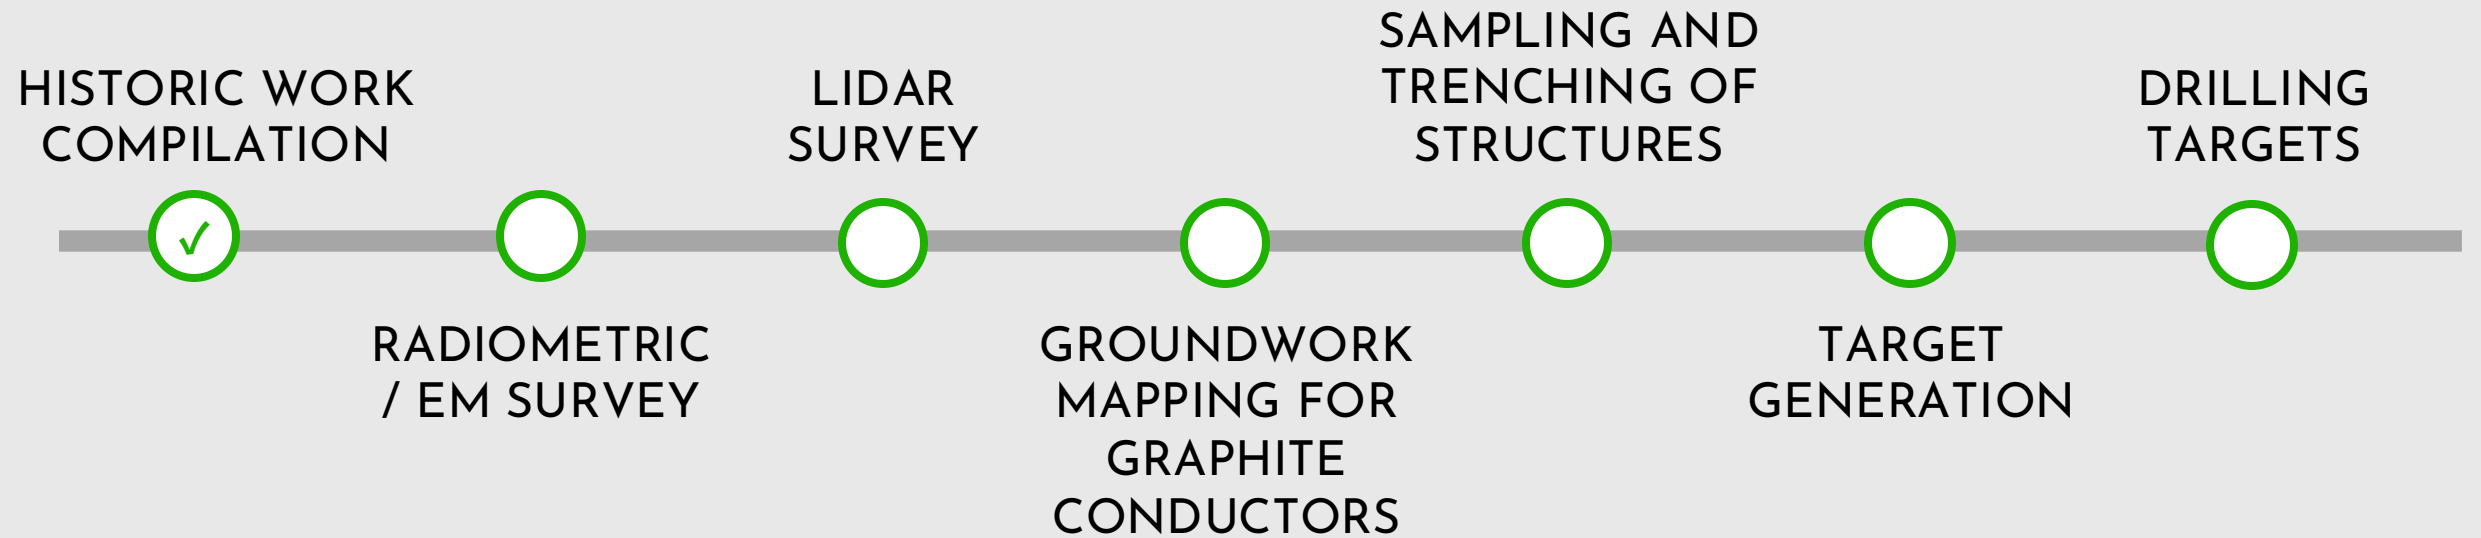 HISTORIC WORK
COMPILATION
RADIOMETRIC
/ EM SURVEY
LIDAR
SURVEY
GROUNDWORK
MAPPING FOR
GRAPHITE
CONDUCTORS
SAMPLING AND
TRENCHING OF
STRUCTURES
TARGET
GENERATION
DRILLING
TARGETS